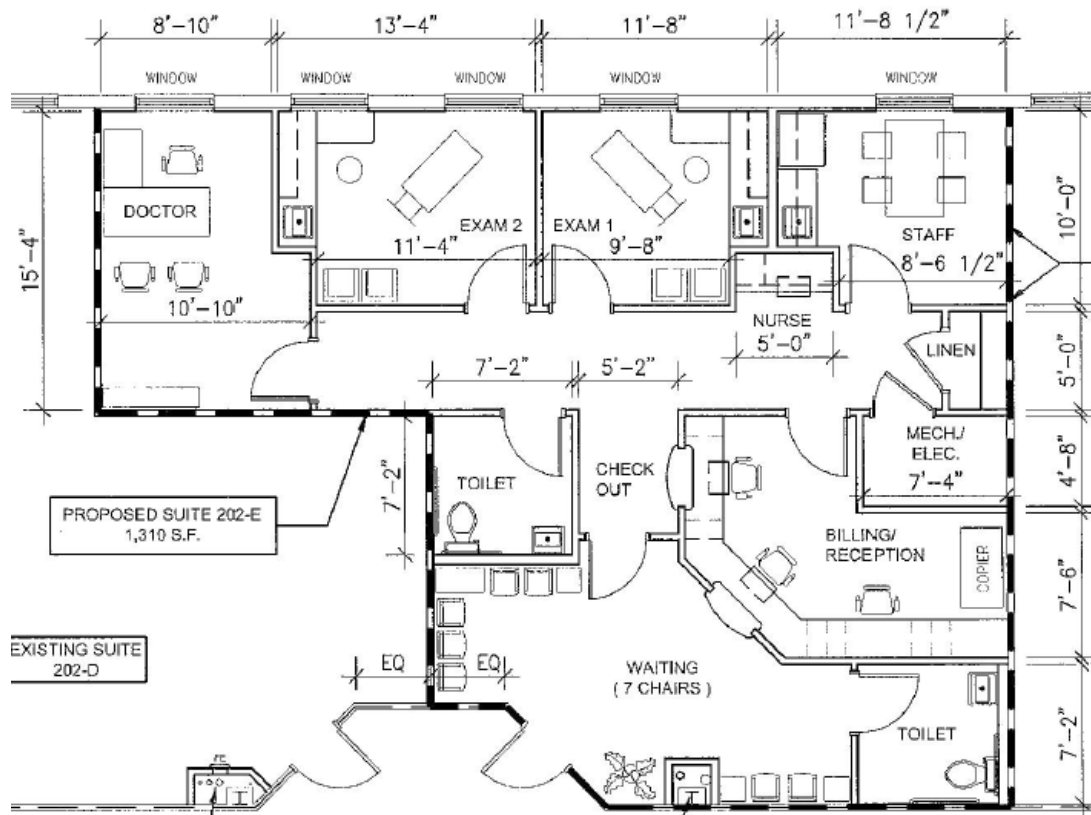 8'-10"
13'-4"
11'-8"
11'-8 1/2"
WINDOW
WINDOW
WINDOW
WINDOW
WINDOW
15'-4"
DOCTOR
10'-10"
EXAM 2
11'-4"
EXAM 1
9'-8"
STAFF
8'-6 1/2"
10'-0"
NURSE
5'-0"
LINEN
5'-0"
7'-2"
5'-2"
MECH./
ELEC.
7'-4"
4'-8"
7'-2"
TOILET
CHECK
OUT
PROPOSED SUITE 202-E
1,310 S.F.
BILLING/
RECEPTION
COPIER
7'-6"
EXISTING SUITE
202-D
EQ
EQ
WAITING
( 7 CHAIRS )
TOILET
7'-2"
FE